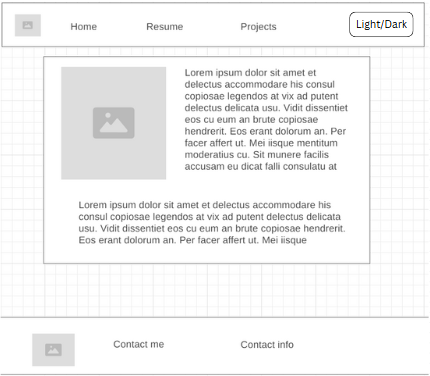 Home Resume Projects Light/Dark
Lorem ipsum dolor sit amet et
delectus accommodare his consul
copiosae legendos at vix ad putent
delectus delicata usu. Vidit dissentiet
eos cu eum an brute copiosae
hendrerit. Eos erant dolorum an. Per
facer affert ut. Mei iisque mentitum
moderatius cu. Sit munere facilis
accusam eu dicat falli consulatu at
Lorem ipsum dolor sit amet et delectus accommodare his
consul copiosae legendos at vix ad putent delectus delicata
usu. Vidit dissentiet eos cu eum an brute copiosae hendrerit.
Eos erant dolorum an. Per facer affert ut. Mei iisque
Contact me Contact info